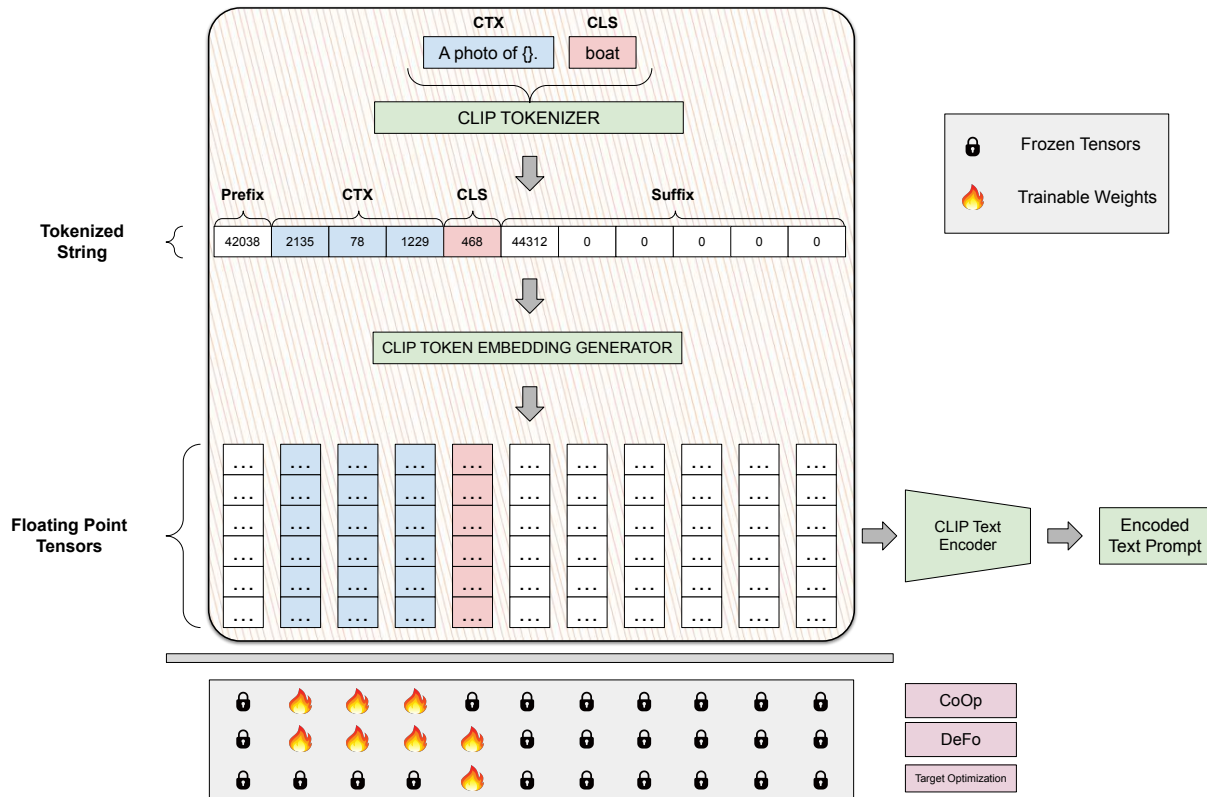 CTX CLS
A photo of {}. boat
CLIP TOKENIZER
Frozen Tensors
Trainable Weights
Prefix CTX CLS Suffix
Tokenized
String
42038 2135 78 1229 468 44312 0 0 0 0 0
CLIP TOKEN EMBEDDING GENERATOR
Floating Point
Tensors
... ... ... ... ... ... ... ... ... ... ...
... ... ... ... ... ... ... ... ... ... ...
... ... ... ... ... ... ... ... ... ... ...
... ... ... ... ... ... ... ... ... ... ...
... ... ... ... ... ... ... ... ... ... ...
... ... ... ... ... ... ... ... ... ... ...
CLIP Text
Encoder
Encoded
Text Prompt
CoOp
DeFo
Target Optimization